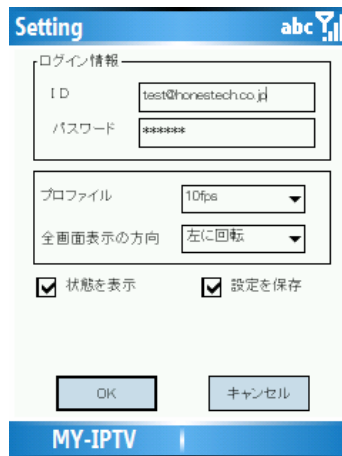 Setting abc
ログイン情報
ID test@honestech.co.jp
パスワード ******
プロファイル 10fps
全画面表示の方向 左に回転
状態を表示 設定を保存
OK キャンセル
MY-IPTV